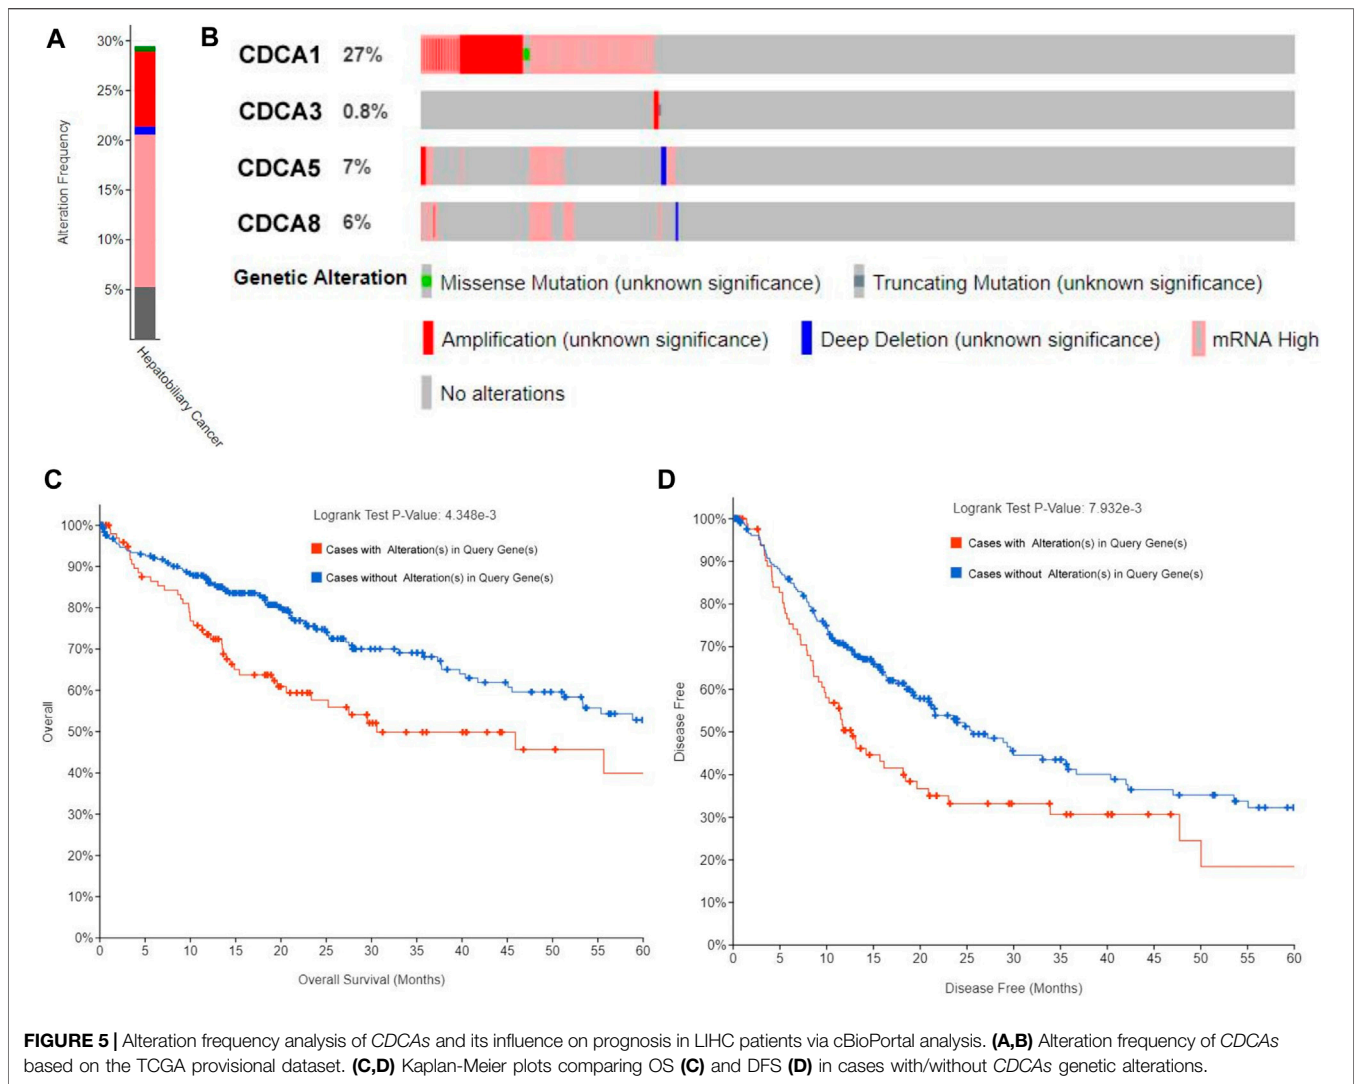 A
30%
25%
20%
15%
10%
5%
Alteration Frequency
Hepatobiliary Cancer
B
CDCA1 27%
CDCA3 0.8%
CDCA5 7%
CDCA8 6%
Genetic Alteration
Missense Mutation (unknown significance)
Truncating Mutation (unknown significance)
Amplification (unknown significance)
Deep Deletion (unknown significance)
mRNA High
No alterations
C
Logrank Test P-Value: 4.348e-3
Cases with Alteration(s) in Query Gene(s)
Cases without Alteration(s) in Query Gene(s)
100%
90%
80%
70%
60%
50%
40%
30%
20%
10%
0%
Overall
0 5 10 15 20 25 30 35 40 45 50 55 60
Overall Survival (Months)
D
Logrank Test P-Value: 7.932e-3
Cases with Alteration(s) in Query Gene(s)
Cases without Alteration(s) in Query Gene(s)
100%
90%
80%
70%
60%
50%
40%
30%
20%
10%
0%
Disease Free
0 5 10 15 20 25 30 35 40 45 50 55 60
Disease Free (Months)
FIGURE 5 | Alteration frequency analysis of CDCAs and its influence on prognosis in LIHC patients via cBioPortal analysis. (A,B) Alteration frequency of CDCAs
based on the TCGA provisional dataset. (C,D) Kaplan-Meier plots comparing OS (C) and DFS (D) in cases with/without CDCAs genetic alterations.